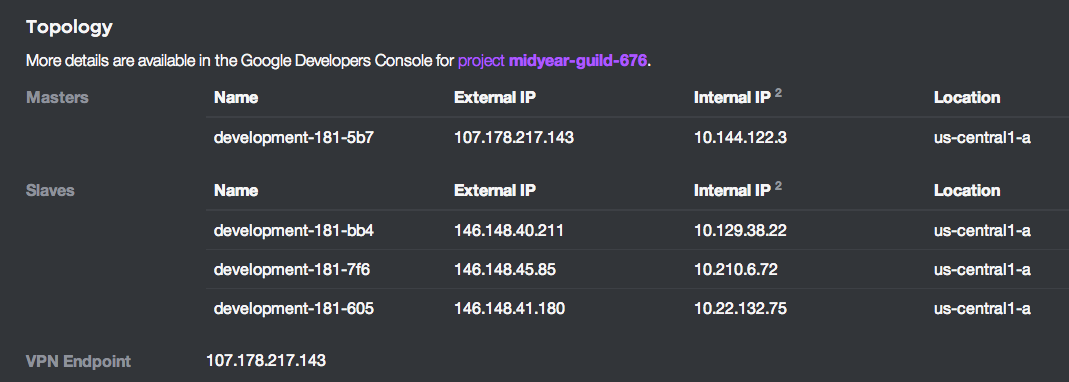 Topology
More details are available in the Google Developers Console for project midyear-guild-676.
Masters Name External IP Internal IP 2 Location
development-181-5b7 107.178.217.143 10.144.122.3 us-central1-a
Slaves Name External IP Internal IP 2 Location
development-181-bb4 146.148.40.211 10.129.38.22 us-central1-a
development-181-7f6 146.148.45.85 10.210.6.72 us-central1-a
development-181-605 146.148.41.180 10.22.132.75 us-central1-a
VPN Endpoint 107.178.217.143